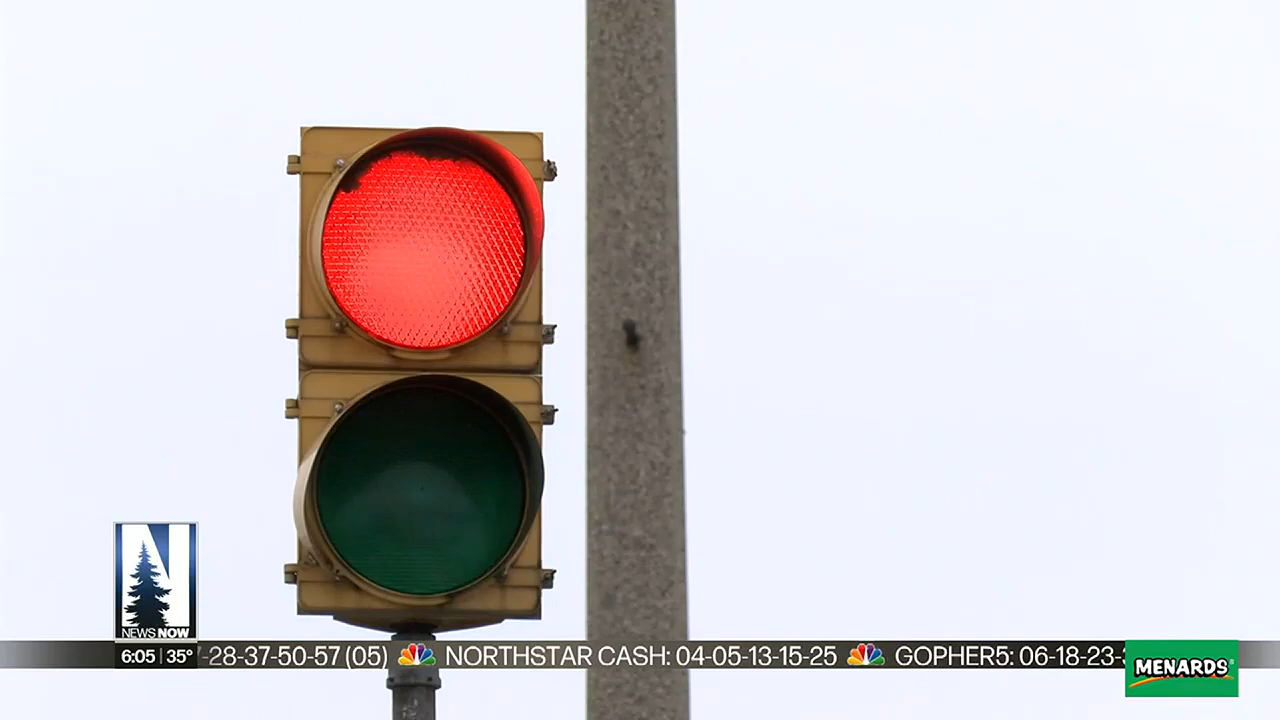 N
NEWS NOW
6:05 35° -28-37-50-57 (05) NORTHSTAR CASH: 04-05-13-15-25 GOPHER5: 06-18-23-
MENARDS